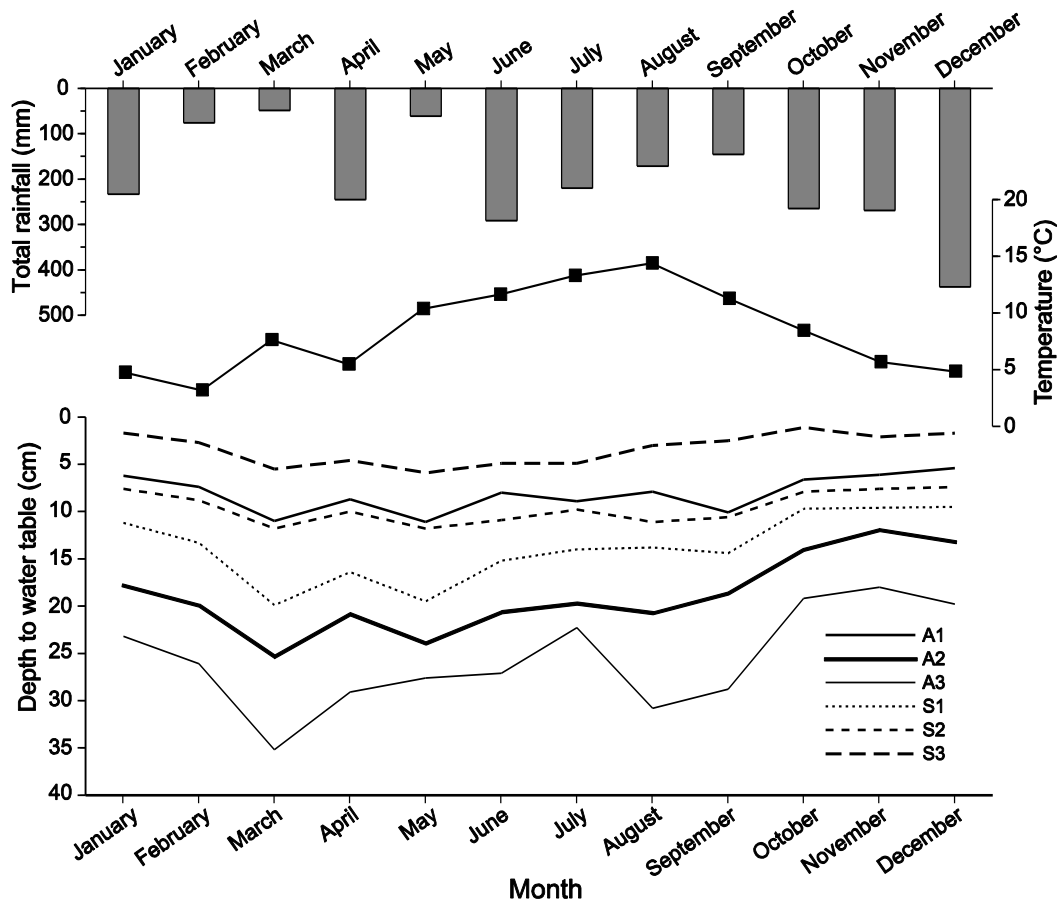 January
February
March
April
May
June
July
August
September
October
November
December
Total rainfall (mm)
0
100
200
300
400
500
20
15
10
5
0
Temperature (°C)
Depth to water table (cm)
0
5
10
15
20
25
30
35
40
A1
A2
A3
S1
S2
S3
January
February
March
April
May
June
July
August
September
October
November
December
Month